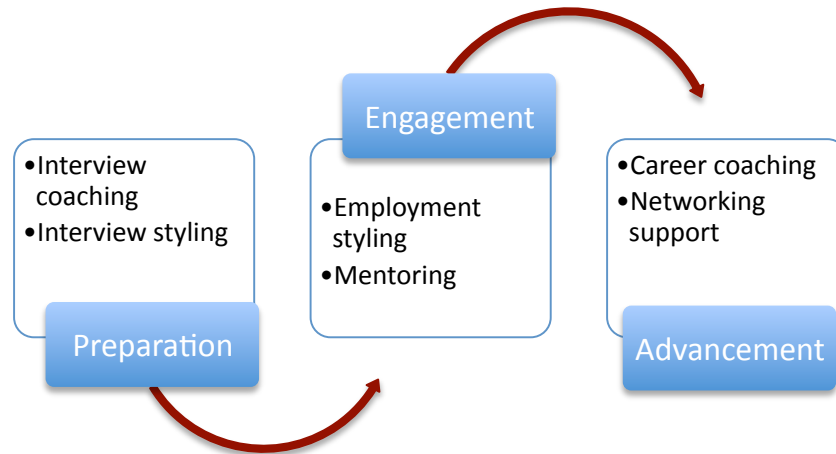 •Interview
coaching
•Interview styling
Preparation
Engagement
•Employment
styling
•Mentoring
•Career coaching
•Networking
support
Advancement